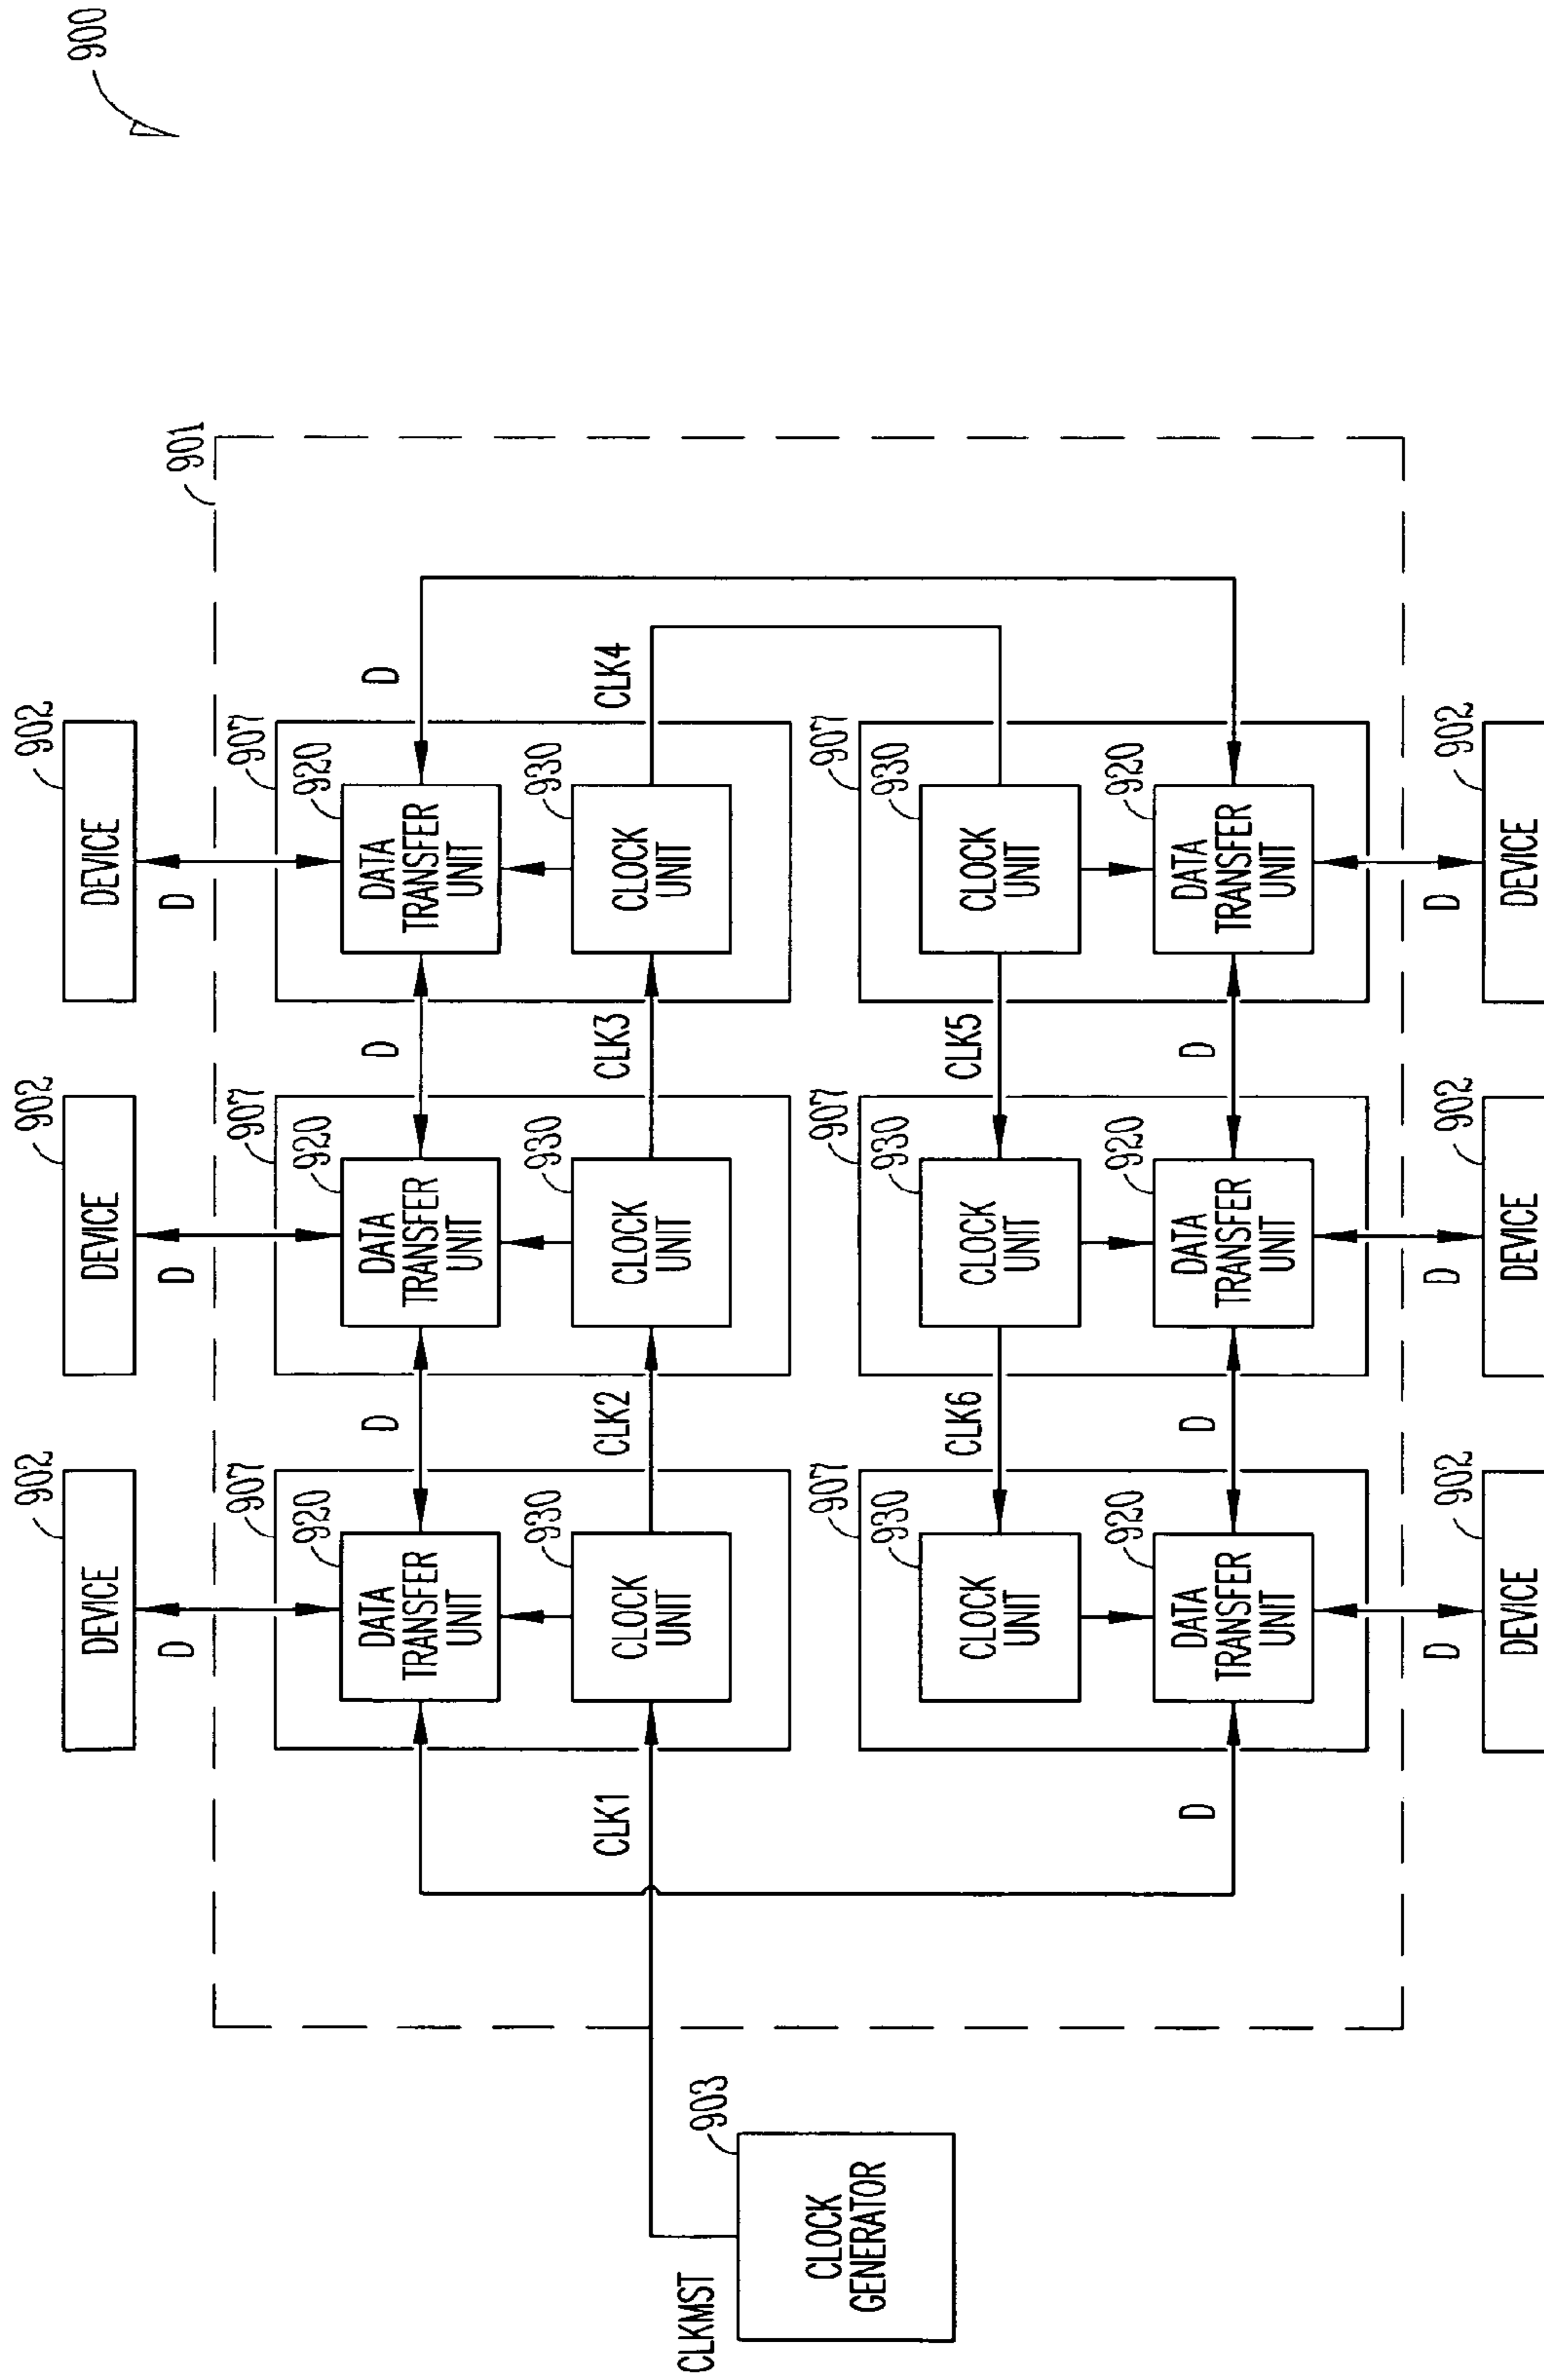 900
902
DEVICE
D
902
DEVICE
D
902
DEVICE
D
901
907
920
DATA
TRANSFER
UNIT
930
CLOCK
UNIT
D
907
920
DATA
TRANSFER
UNIT
930
CLOCK
UNIT
D
907
920
DATA
TRANSFER
UNIT
930
CLOCK
UNIT
D
CLK1
CLK2
CLK3
CLK4
CLKMST
903
CLOCK
GENERATOR
907
930
CLOCK
UNIT
920
DATA
TRANSFER
UNIT
907
930
CLOCK
UNIT
920
DATA
TRANSFER
UNIT
907
930
CLOCK
UNIT
920
DATA
TRANSFER
UNIT
CLK6
CLK5
D
D
D
D
902
DEVICE
D
902
DEVICE
D
902
DEVICE